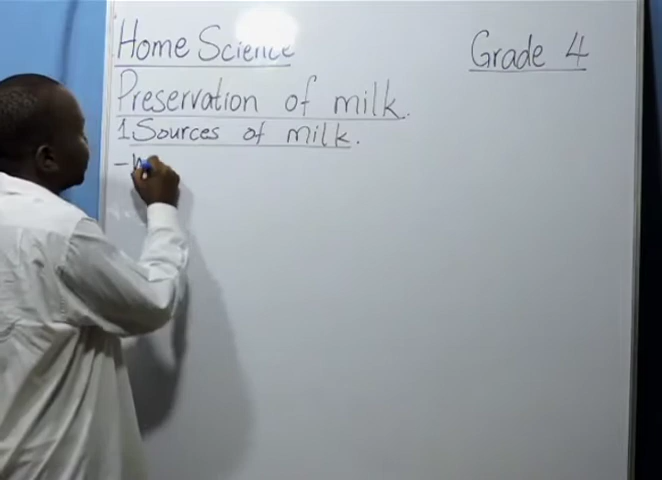 Home Science
Grade 4
Preservation of milk.
1 Sources of milk.
-